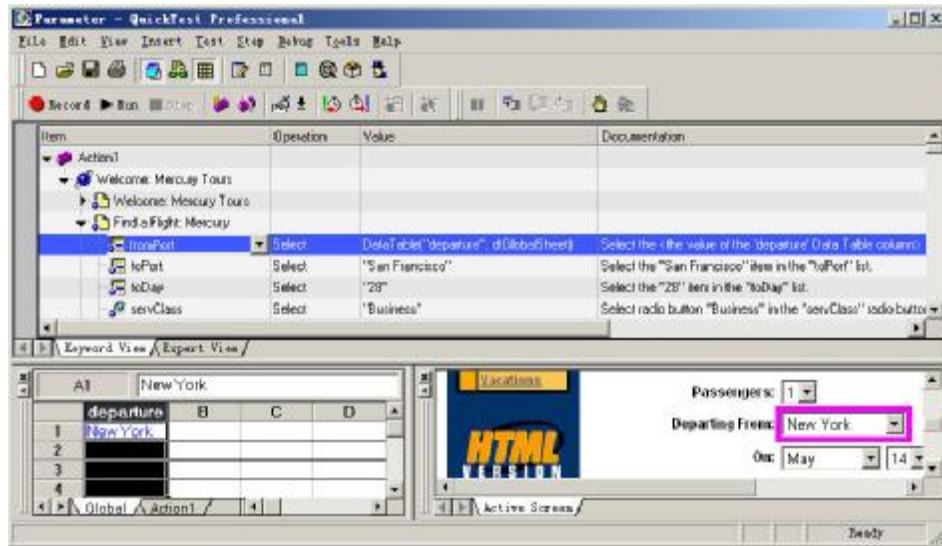 Parameter - QuickTest Professional
File Edit View Insert Test Step Debug Tools Help
Record Run Stop
Item Operation Value Documentation
Action1
Welcome: Mercury Tours
Welcome: Mercury Tours
Find a Flight: Mercury
fromPort Select DataTable("departure", dtGlobalSheet) Select the <the value of the 'departure' Data Table column>
toPort Select "San Francisco" Select the "San Francisco" item in the "toPort" list.
toDay Select "28" Select the "28" item in the "toDay" list.
servClass Select "Business" Select radio button "Business" in the "servClass" radio button
Keyword View Expert View
A1 New York
departure B C D
1 New York
2
3
4
Global Action1
Vacations
HTML
VERSION
Passengers: 1
Departing From: New York
On: May 14
Active Screen
Ready